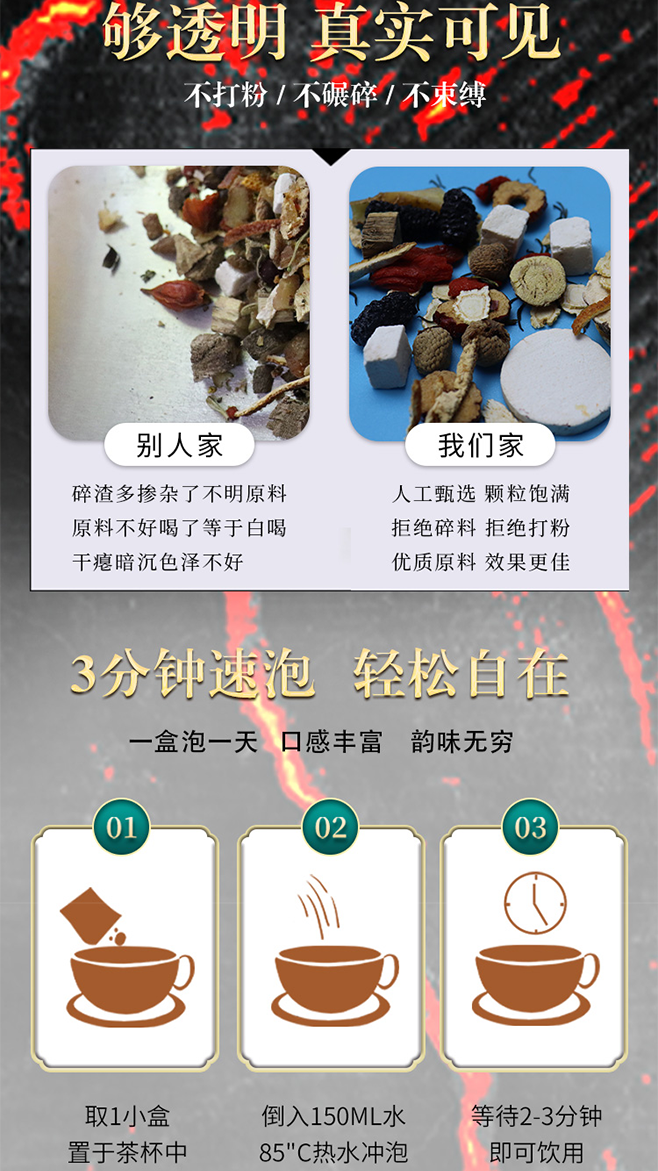 够透明 真实可见
不打粉 / 不碾碎 / 不束缚
别人家
碎渣多掺杂了不明原料
原料不好喝了等于白喝
干瘪暗沉色泽不好
我们家
人工甄选 颗粒饱满
拒绝碎料 拒绝打粉
优质原料 效果更佳
3分钟速泡 轻松自在
一盒泡一天 口感丰富 韵味无穷
01
取1小盒
置于茶杯中
02
倒入150ML水
85"C热水冲泡
03
等待2-3分钟
即可饮用